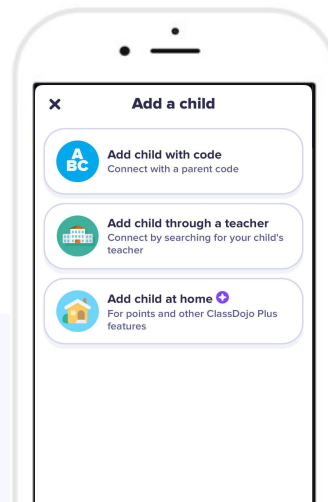 × Add a child
A
BC
Add child with code
Connect with a parent code
Add child through a teacher
Connect by searching for your child's
teacher
Add child at home
For points and other ClassDojo Plus
features